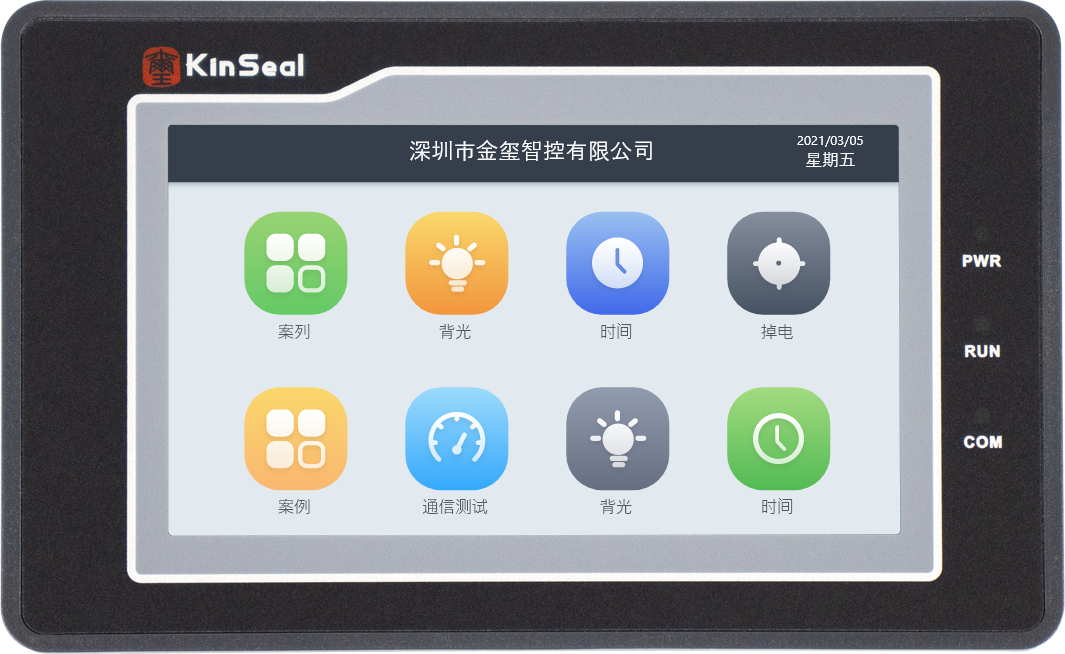 KinSeal
深圳市金玺智控有限公司
2021/03/05
星期五
案列
背光
时间
掉电
案例
通信测试
背光
时间
PWR
RUN
COM